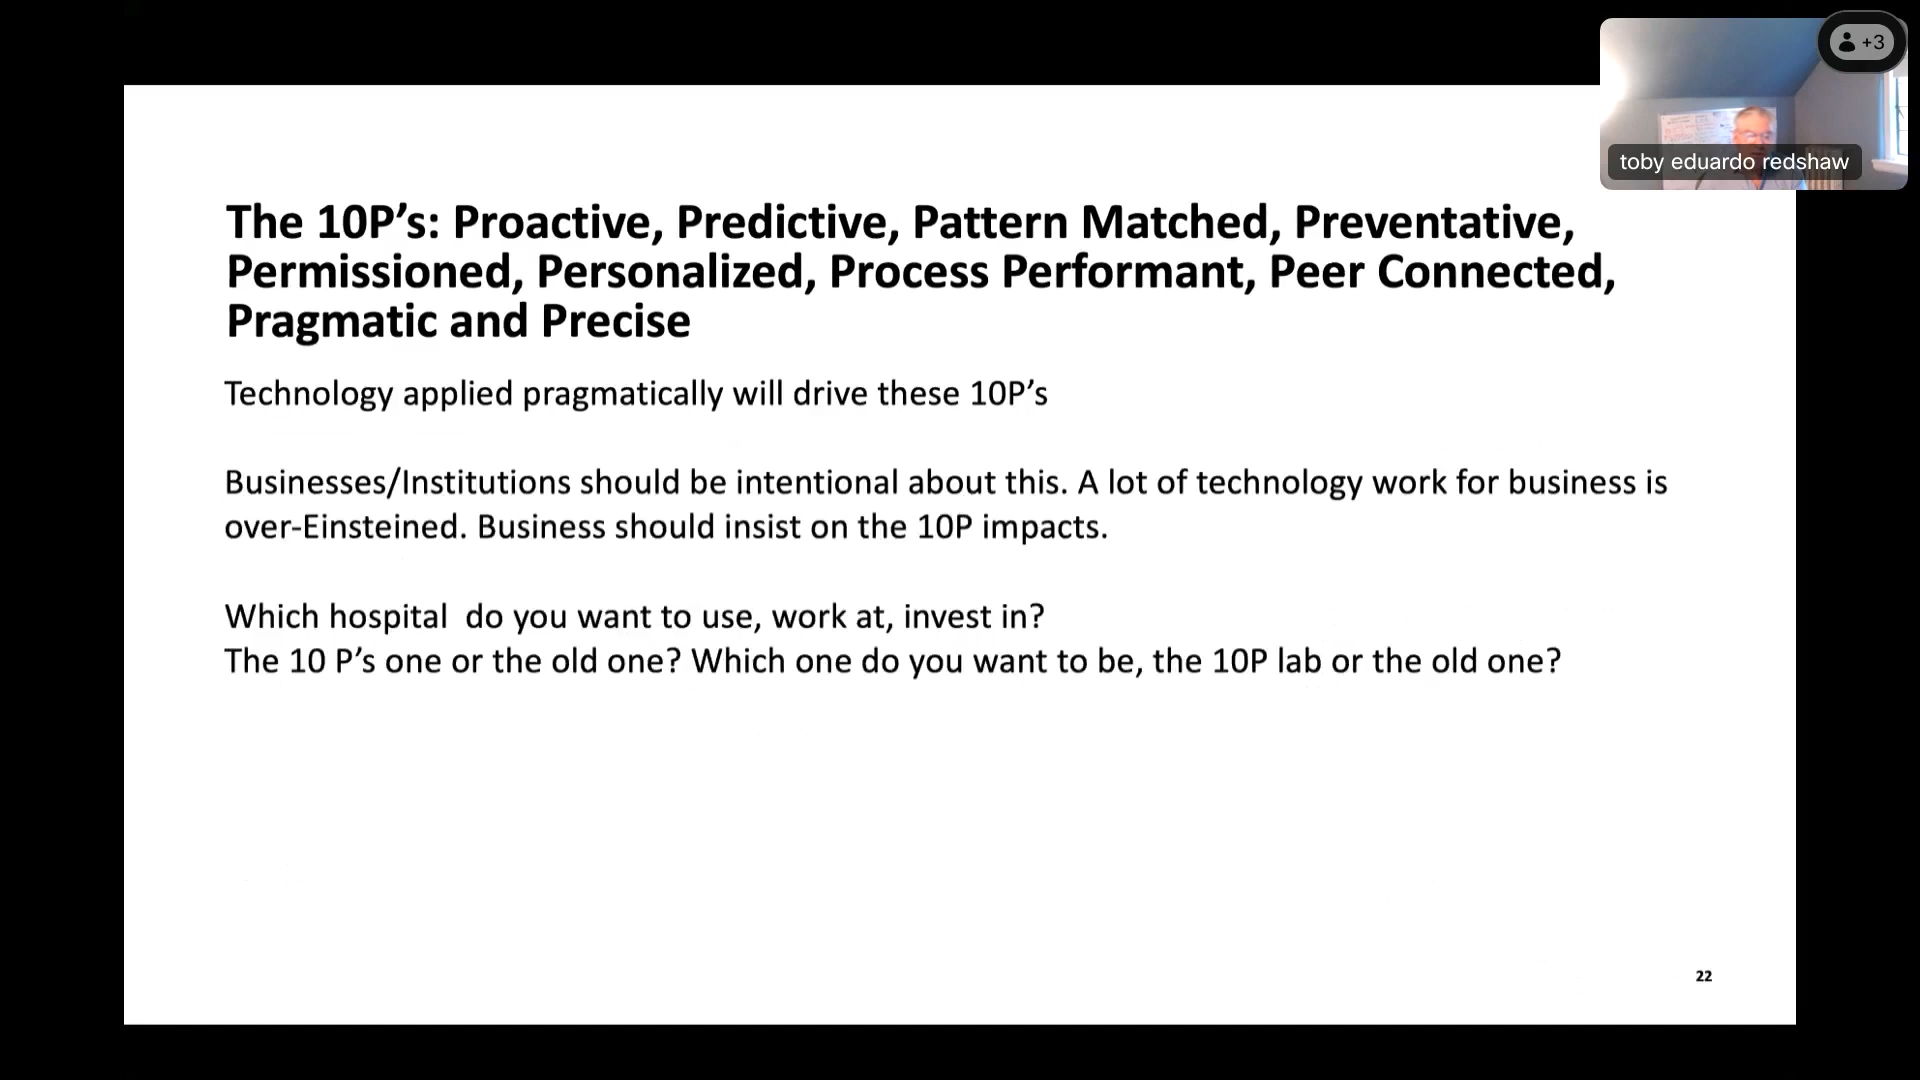 +3
toby eduardo redshaw
The 10P’s: Proactive, Predictive, Pattern Matched, Preventative,
Permissioned, Personalized, Process Performant, Peer Connected,
Pragmatic and Precise
Technology applied pragmatically will drive these 10P’s
Businesses/Institutions should be intentional about this. A lot of technology work for business is
over-Einsteined. Business should insist on the 10P impacts.
Which hospital  do you want to use, work at, invest in?
The 10 P’s one or the old one? Which one do you want to be, the 10P lab or the old one?
22